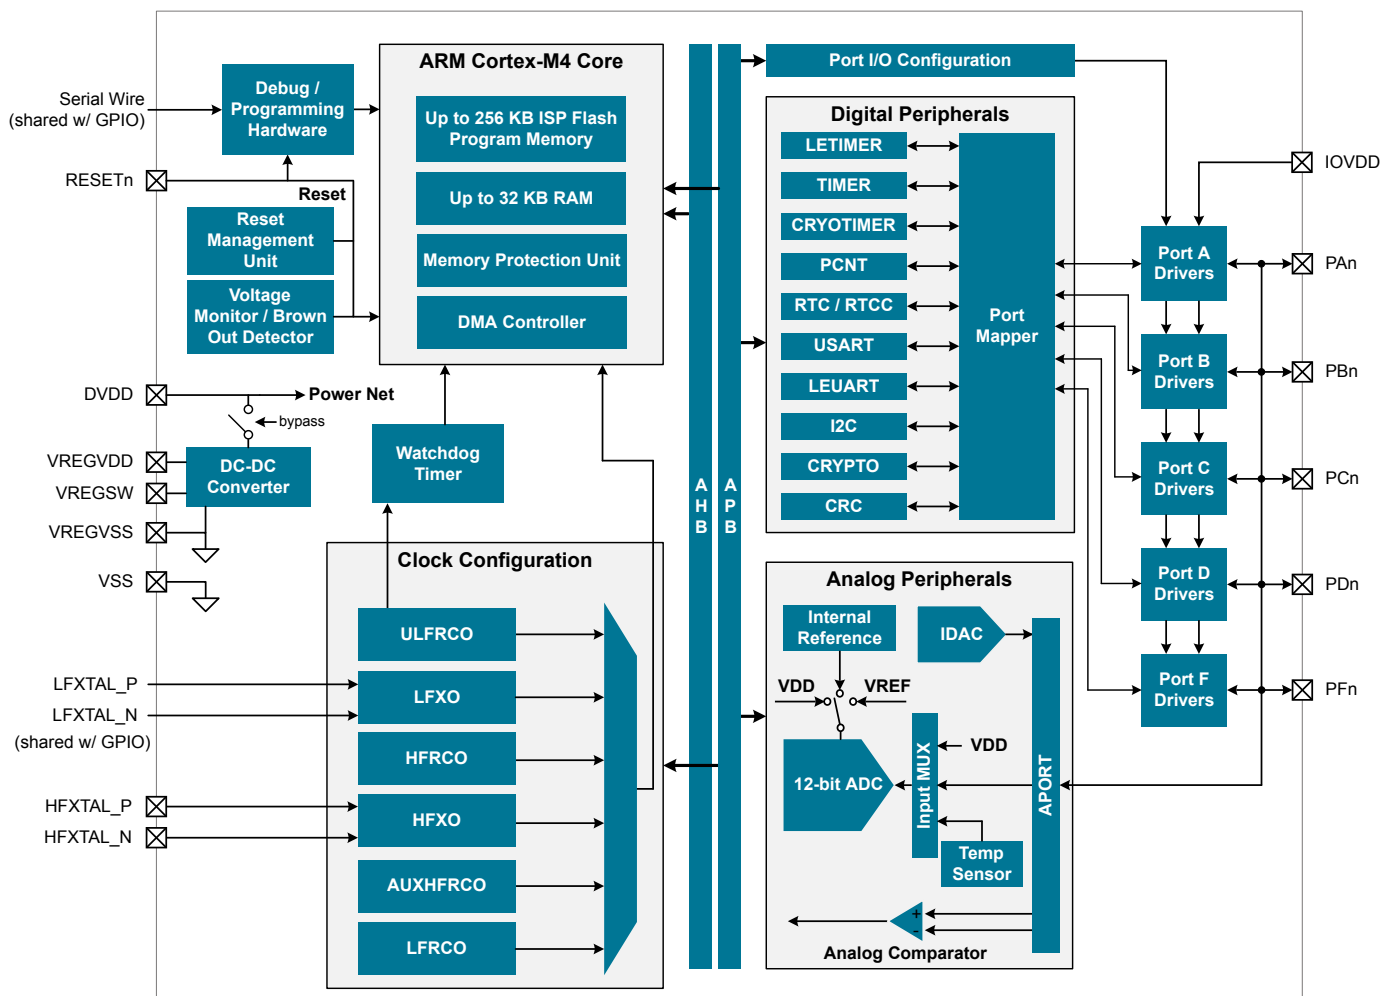 ARM Cortex-M4 Core
Up to 256 KB ISP Flash
Program Memory
Up to 32 KB RAM
Memory Protection Unit
DMA Controller
Serial Wire
(shared w/ GPIO)
Debug /
Programming
Hardware
RESETn
Reset
Reset
Management
Unit
Voltage
Monitor / Brown
Out Detector
DVDD
Power Net
bypass
VREGVDD
VREGSW
VREGVSS
VSS
DC-DC
Converter
Watchdog
Timer
Clock Configuration
ULFRCO
LFXO
HFRCO
HFXO
AUXHFRCO
LFRCO
LFXTAL_P
LFXTAL_N
(shared w/ GPIO)
HFXTAL_P
HFXTAL_N
A
H
B
A
P
B
Port I/O Configuration
Digital Peripherals
LETIMER
TIMER
CRYOTIMER
PCNT
RTC / RTCC
USART
LEUART
I2C
CRYPTO
CRC
Port
Mapper
Analog Peripherals
Internal
Reference
IDAC
VDD
VREF
12-bit ADC
Input MUX
VDD
Temp
Sensor
APORT
+
-
Analog Comparator
IOVDD
Port A
Drivers
PAn
Port B
Drivers
PBn
Port C
Drivers
PCn
Port D
Drivers
PDn
Port F
Drivers
PFn